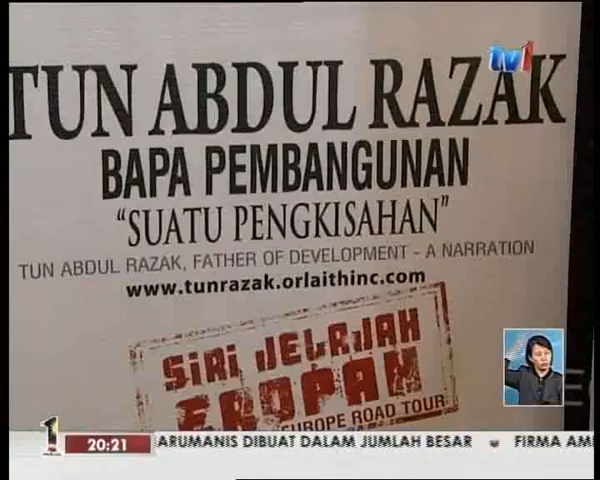 tv1
TUN ABDUL RAZAK
BAPA PEMBANGUNAN
“SUATU PENGKISAHAN”
TUN ABDUL RAZAK, FATHER OF DEVELOPMENT - A NARRATION
www.tunrazak.orlaithinc.com
SIRI JELAJAH
EROPAH
EUROPE ROAD TOUR
1
20:21
ARUMANIS DIBUAT DALAM JUMLAH BESAR
FIRMA AM